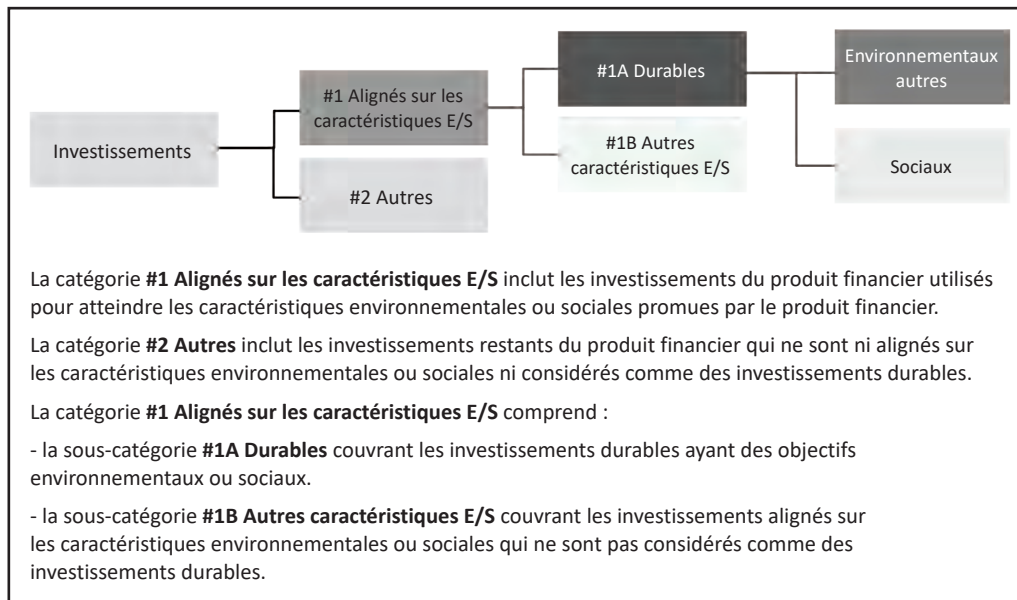 Investissements
#1 Alignés sur les
caractéristiques E/S
#2 Autres
#1A Durables
#1B Autres
caractéristiques E/S
Environnementaux
autres
Sociaux
La catégorie #1 Alignés sur les caractéristiques E/S inclut les investissements du produit financier utilisés
pour atteindre les caractéristiques environnementales ou sociales promues par le produit financier.
La catégorie #2 Autres inclut les investissements restants du produit financier qui ne sont ni alignés sur
les caractéristiques environnementales ou sociales ni considérés comme des investissements durables.
La catégorie #1 Alignés sur les caractéristiques E/S comprend :
- la sous-catégorie #1A Durables couvrant les investissements durables ayant des objectifs
environnementaux ou sociaux.
- la sous-catégorie #1B Autres caractéristiques E/S couvrant les investissements alignés sur
les caractéristiques environnementales ou sociales qui ne sont pas considérés comme des
investissements durables.